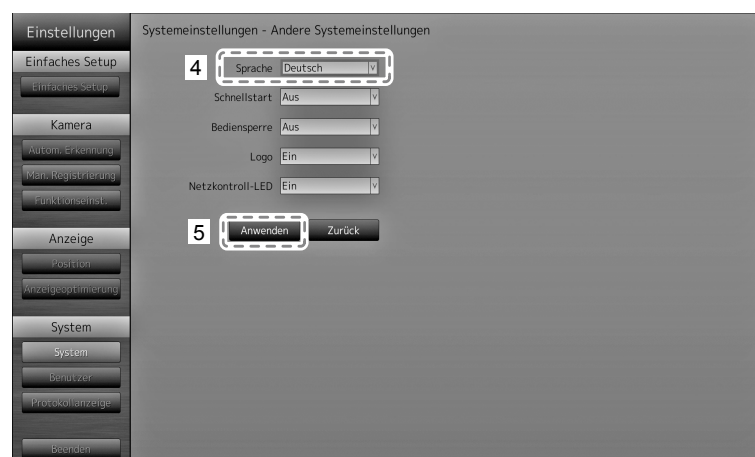 Einstellungen
Einfaches Setup
Einfaches Setup
Kamera
Autom. Erkennung
Man. Registrierung
Funktionseinst.
Anzeige
Position
Anzeigeoptimierung
System
System
Benutzer
Protokollanzeige
Beenden
Systemeinstellungen - Andere Systemeinstellungen
4 Sprache Deutsch
Schnellstart Aus
Bediensperre Aus
Logo Ein
Netzkontroll-LED Ein
5 Anwenden Zurück